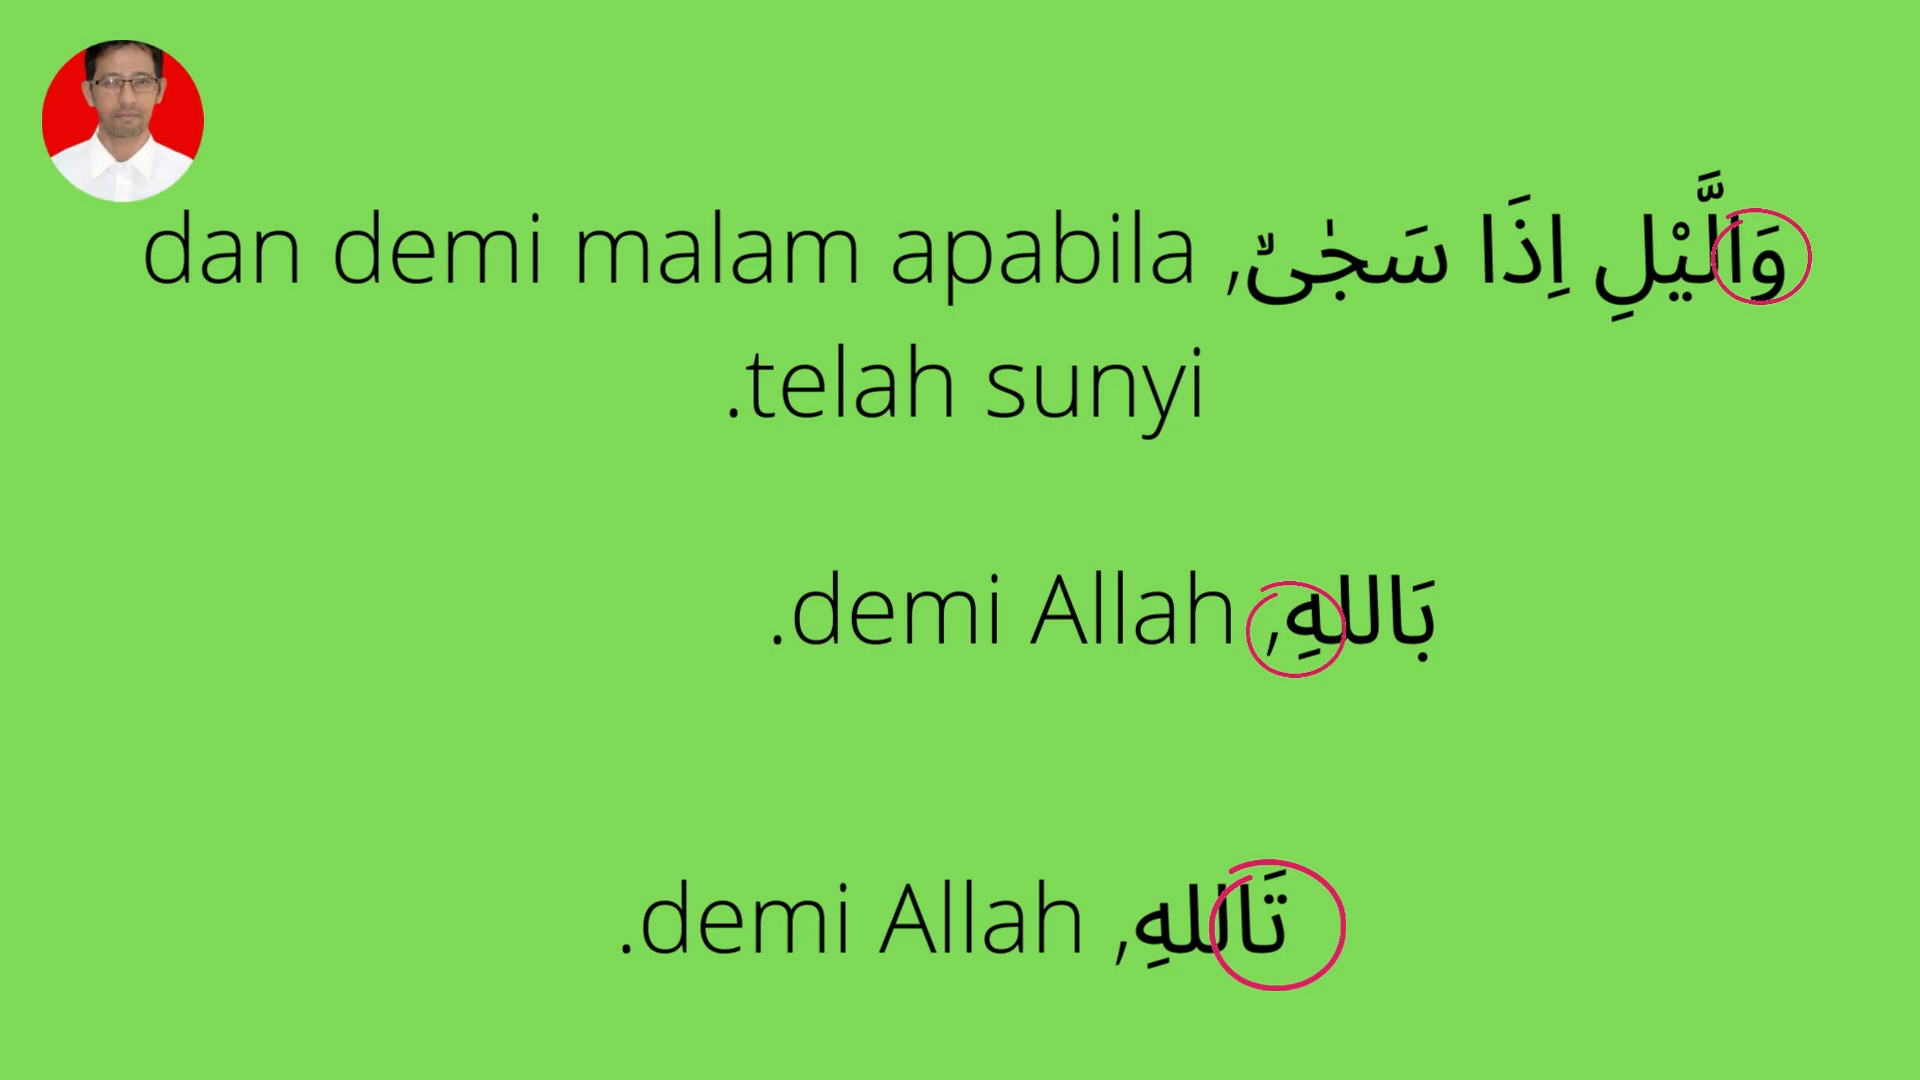 وَالَّيْلِ اِذَا سَجٰىۙ, dan demi malam apabila
telah sunyi.
بَاللهِ, demi Allah.
تَاللهِ, demi Allah.